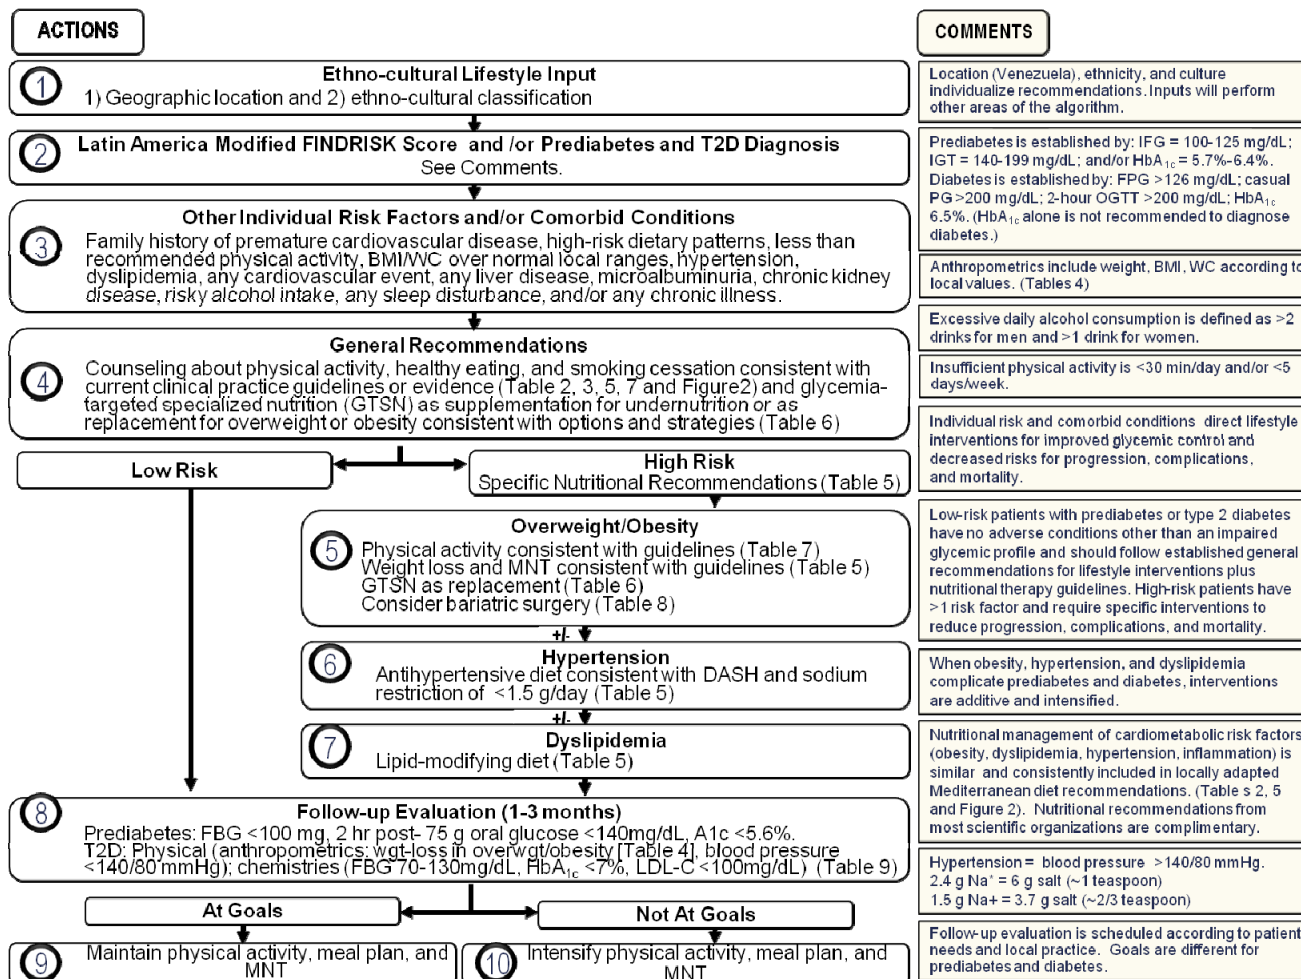 ACTIONS
1
Ethno-cultural Lifestyle Input
1) Geographic location and 2) ethno-cultural classification
2
Latin America Modified FINDRISK Score and /or Prediabetes and T2D Diagnosis
See Comments.
3
Other Individual Risk Factors and/or Comorbid Conditions
Family history of premature cardiovascular disease, high-risk dietary patterns, less than
recommended physical activity, BMI/WC over normal local ranges, hypertension,
dyslipidemia, any cardiovascular event, any liver disease, microalbuminuria, chronic kidney
disease, risky alcohol intake, any sleep disturbance, and/or any chronic illness.
4
General Recommendations
Counseling about physical activity, healthy eating, and smoking cessation consistent with
current clinical practice guidelines or evidence (Table 2, 3, 5, 7 and Figure2) and glycemia-
targeted specialized nutrition (GTSN) as supplementation for undernutrition or as
replacement for overweight or obesity consistent with options and strategies (Table 6)
Low Risk
High Risk
Specific Nutritional Recommendations (Table 5)
5
Overweight/Obesity
Physical activity consistent with guidelines (Table 7)
Weight loss and MNT consistent with guidelines (Table 5)
GTSN as replacement (Table 6)
Consider bariatric surgery (Table 8)
+/-
6
Hypertension
Antihypertensive diet consistent with DASH and sodium
restriction of <1.5 g/day (Table 5)
+/-
7
Dyslipidemia
Lipid-modifying diet (Table 5)
8
Follow-up Evaluation (1-3 months)
Prediabetes: FBG <100 mg, 2 hr post- 75 g oral glucose <140mg/dL, A1c <5.6%.
T2D: Physical (anthropometrics: wgt-loss in overwgt/obesity [Table 4], blood pressure
<140/80 mmHg); chemistries (FBG 70-130mg/dL, HbA1c <7%, LDL-C <100mg/dL) (Table 9)
At Goals
Not At Goals
9
Maintain physical activity, meal plan, and
MNT
10
Intensify physical activity, meal plan, and
MNT
COMMENTS
Location (Venezuela), ethnicity, and culture
individualize recommendations. Inputs will perform
other areas of the algorithm.
Prediabetes is established by: IFG = 100-125 mg/dL;
IGT = 140-199 mg/dL; and/or HbA1c = 5.7%-6.4%.
Diabetes is established by: FPG >126 mg/dL; casual
PG >200 mg/dL; 2-hour OGTT >200 mg/dL; HbA1c
6.5%. (HbA1c alone is not recommended to diagnose
diabetes.)
Anthropometrics include weight, BMI, WC according to
local values. (Tables 4)
Excessive daily alcohol consumption is defined as >2
drinks for men and >1 drink for women.
Insufficient physical activity is <30 min/day and/or <5
days/week.
Individual risk and comorbid conditions direct lifestyle
interventions for improved glycemic control and
decreased risks for progression, complications,
and mortality.
Low-risk patients with prediabetes or type 2 diabetes
have no adverse conditions other than an impaired
glycemic profile and should follow established general
recommendations for lifestyle interventions plus
nutritional therapy guidelines. High-risk patients have
>1 risk factor and require specific interventions to
reduce progression, complications, and mortality.
When obesity, hypertension, and dyslipidemia
complicate prediabetes and diabetes, interventions
are additive and intensified.
Nutritional management of cardiometabolic risk factors
(obesity, dyslipidemia, hypertension, inflammation) is
similar and consistently included in locally adapted
Mediterranean diet recommendations. (Table s 2, 5
and Figure 2). Nutritional recommendations from
most scientific organizations are complimentary.
Hypertension = blood pressure >140/80 mmHg.
2.4 g Na+ = 6 g salt (~1 teaspoon)
1.5 g Na+ = 3.7 g salt (~2/3 teaspoon)
Follow-up evaluation is scheduled according to patient
needs and local practice. Goals are different for
prediabetes and diabetes.